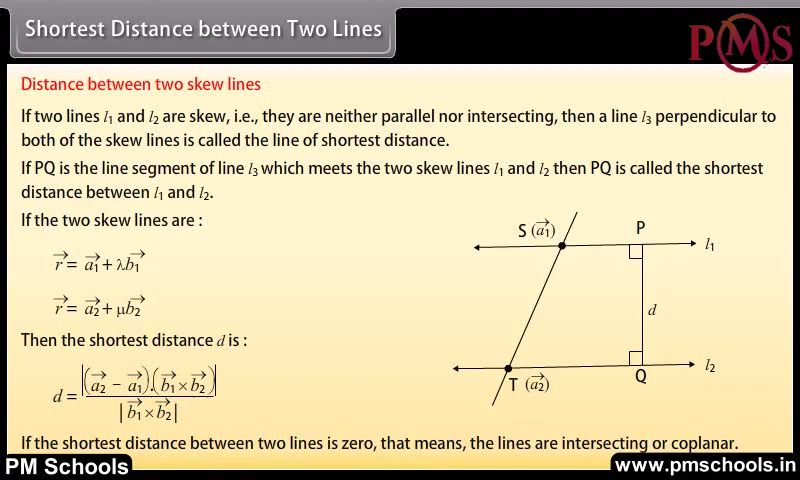 Shortest Distance between Two Lines
PMS
Distance between two skew lines
If two lines l₁ and l₂ are skew, i.e., they are neither parallel nor intersecting, then a line l₃ perpendicular to
both of the skew lines is called the line of shortest distance.
If PQ is the line segment of line l₃ which meets the two skew lines l₁ and l₂ then PQ is called the shortest
distance between l₁ and l₂.
If the two skew lines are :
r⃗ = a⃗₁ + λb⃗₁
r⃗ = a⃗₂ + μb⃗₂
Then the shortest distance d is :
d = |(a⃗₂ − a⃗₁).(b⃗₁ × b⃗₂)|
|b⃗₁ × b⃗₂|
S (a⃗₁)
P
l₁
d
l₂
T (a⃗₂)
Q
If the shortest distance between two lines is zero, that means, the lines are intersecting or coplanar.
PM Schools
www.pmschools.in